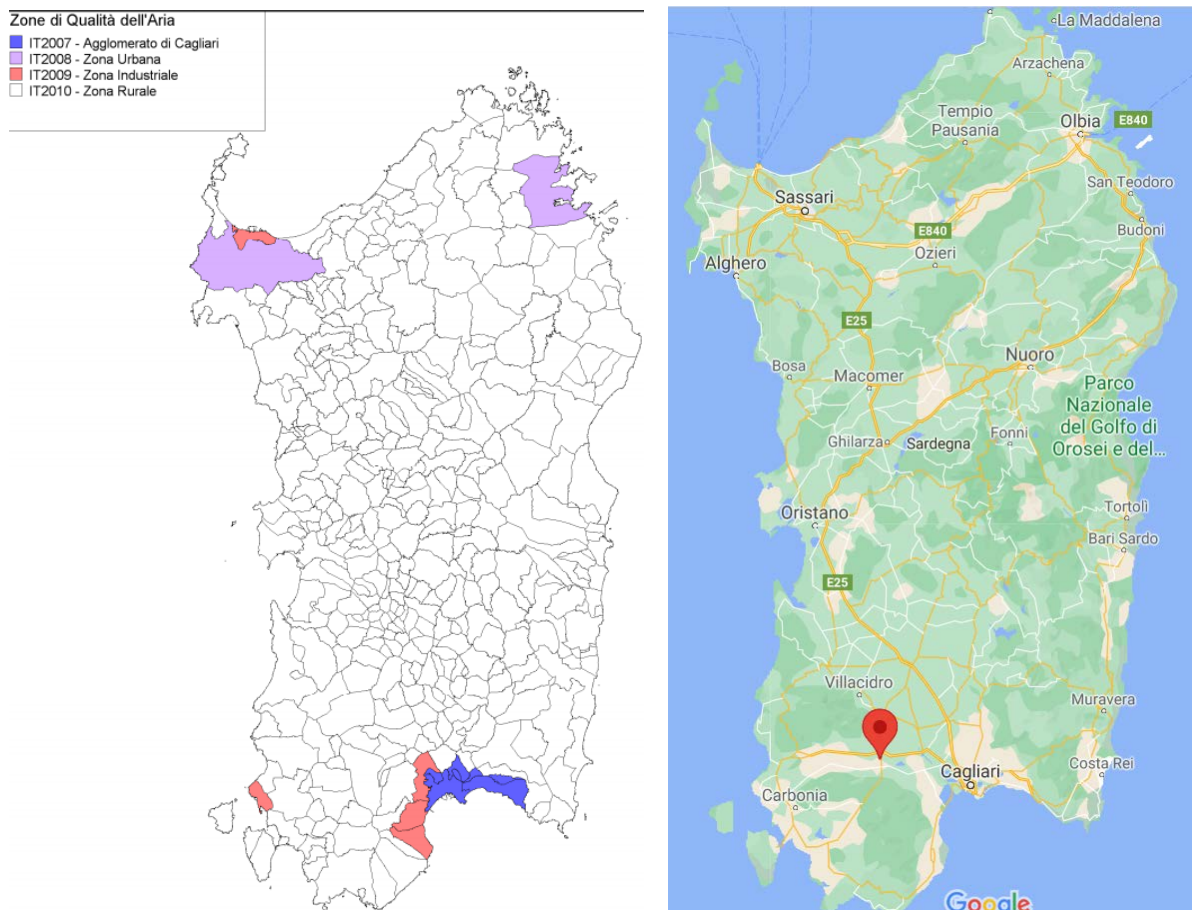 Zone di Qualità dell'Aria
IT2007 - Agglomerato di Cagliari
IT2008 - Zona Urbana
IT2009 - Zona Industriale
IT2010 - Zona Rurale
La Maddalena
Arzachena
Tempio
Pausania
Olbia
E840
San Teodoro
Sassari
Budoni
E840
Ozieri
Alghero
E25
Nuoro
Bosa
Macomer
Parco
Nazionale
del Golfo di
Orosei e del...
Ghilarza
Sardegna
Fonni
Oristano
Tortolì
Bari Sardo
E25
Villacidro
Muravera
Cagliari
Costa Rei
Carbonia
Google